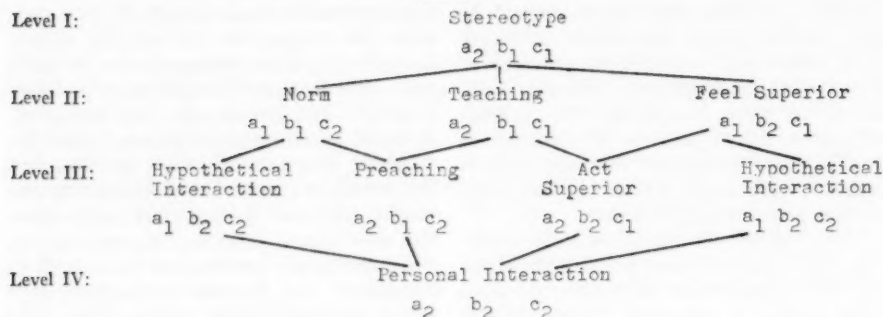 Level I: Stereotype
a₂ b₁ c₁
Level II: Norm Teaching Feel Superior
a₁ b₁ c₂ a₂ b₁ c₁ a₁ b₂ c₁
Level III: Hypothetical Preaching Act Hypothetical
Interaction Superior Interaction
a₁ b₂ c₂ a₂ b₁ c₂ a₂ b₂ c₁ a₁ b₂ c₂
Level IV: Personal Interaction
a₂ b₂ c₂